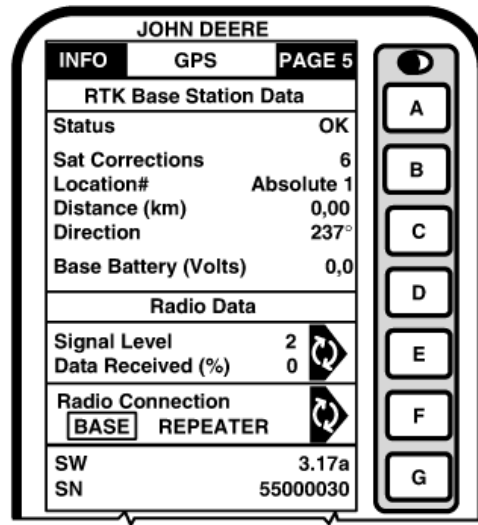 JOHN DEERE
INFO GPS PAGE 5
RTK Base Station Data
Status OK
Sat Corrections 6
Location# Absolute 1
Distance (km) 0,00
Direction 237°
Base Battery (Volts) 0,0
Radio Data
Signal Level 2
Data Received (%) 0
Radio Connection
BASE REPEATER
SW 3.17a
SN 55000030
A
B
C
D
E
F
G